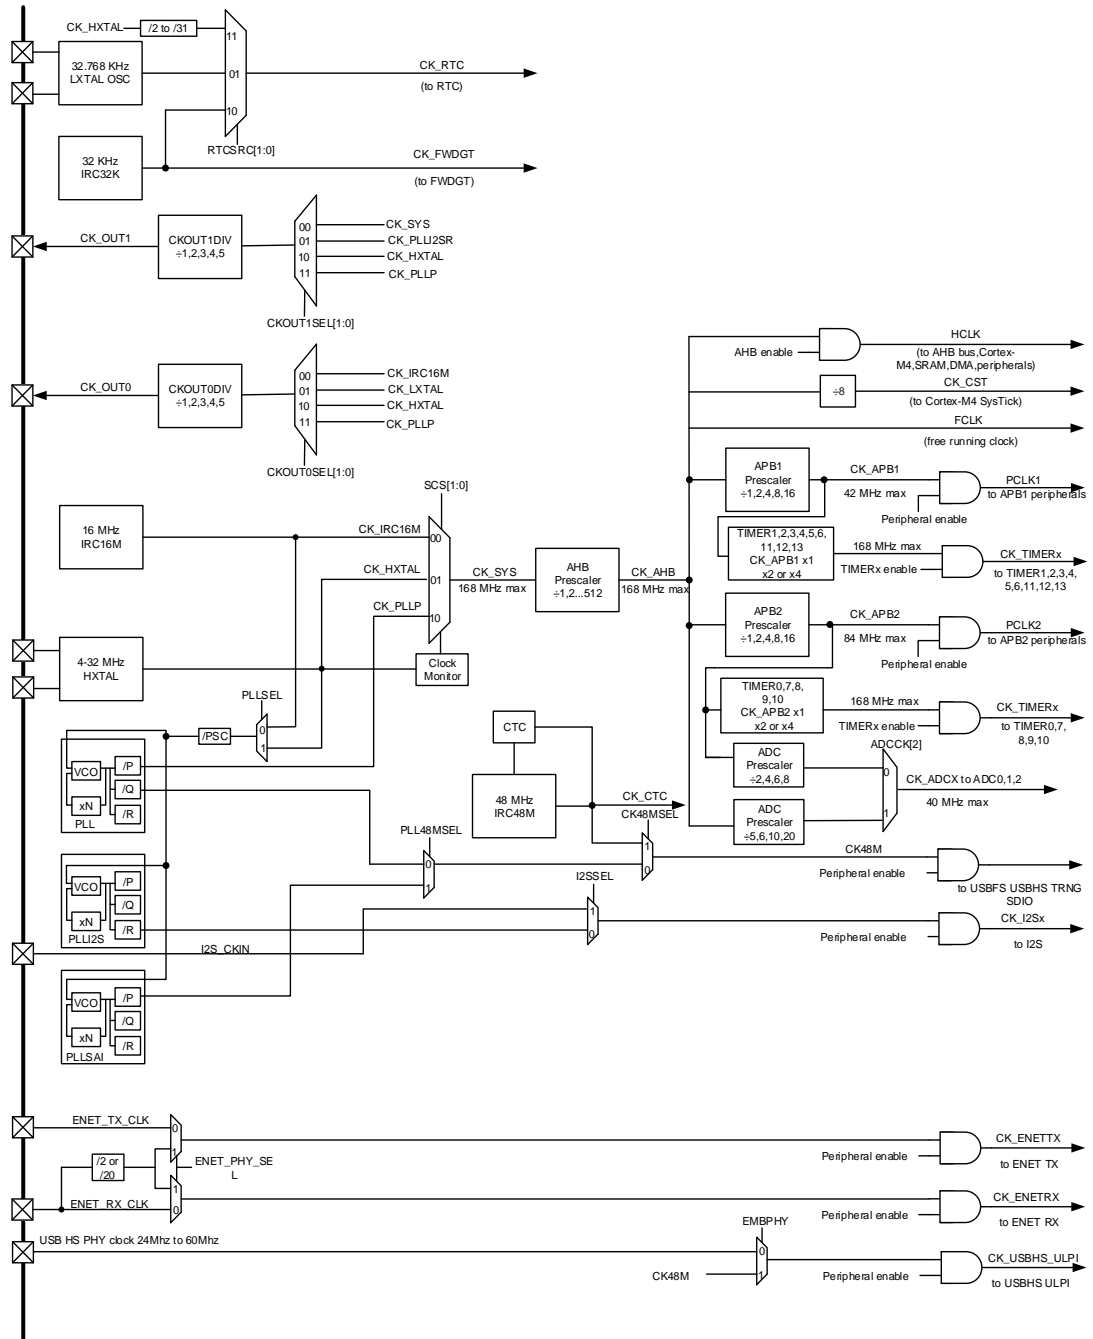 CK_HXTAL
/2 to /31
11
32.768 KHz
LXTAL OSC
01
CK_RTC
(to RTC)
10
RTCSRC[1:0]
32 KHz
IRC32K
CK_FWDGT
(to FWDGT)
CK_OUT1
CKOUT1DIV
÷1,2,3,4,5
00
01
10
11
CK_SYS
CK_PLLI2SR
CK_HXTAL
CK_PLLP
CKOUT1SEL[1:0]
CK_OUT0
CKOUT0DIV
÷1,2,3,4,5
00
01
10
11
CK_IRC16M
CK_LXTAL
CK_HXTAL
CK_PLLP
CKOUT0SEL[1:0]
AHB enable
HCLK
(to AHB bus,Cortex-
M4,SRAM,DMA,peripherals)
÷8
CK_CST
(to Cortex-M4 SysTick)
FCLK
(free running clock)
APB1
Prescaler
÷1,2,4,8,16
CK_APB1
42 MHz max
Peripheral enable
PCLK1
to APB1 peripherals
TIMER1,2,3,4,5,6,
11,12,13
CK_APB1 x1
x2 or x4
168 MHz max
TIMERx enable
CK_TIMERx
to TIMER1,2,3,4,
5,6,11,12,13
SCS[1:0]
16 MHz
IRC16M
CK_IRC16M
00
CK_HXTAL
01
CK_PLLP
10
CK_SYS
168 MHz max
AHB
Prescaler
÷1,2...512
CK_AHB
168 MHz max
APB2
Prescaler
÷1,2,4,8,16
CK_APB2
84 MHz max
Peripheral enable
PCLK2
to APB2 peripherals
4-32 MHz
HXTAL
Clock
Monitor
PLLSEL
0
1
/PSC
TIMER0,7,8,
9,10
CK_APB2 x1
x2 or x4
168 MHz max
TIMERx enable
CK_TIMERx
to TIMER0,7,
8,9,10
CTC
48 MHz
IRC48M
CK_CTC
ADC
Prescaler
÷2,4,6,8
ADC
Prescaler
÷5,6,10,20
ADCCK[2]
0
1
CK_ADCX to ADC0,1,2
40 MHz max
VCO
xN
/P
/Q
/R
PLL
PLL48MSEL
0
1
CK48MSEL
1
0
CK48M
Peripheral enable
to USBFS USBHS TRNG
SDIO
VCO
xN
/P
/Q
/R
PLLI2S
I2SSEL
1
0
Peripheral enable
CK_I2Sx
to I2S
I2S_CKIN
VCO
xN
/P
/Q
/R
PLLSAI
ENET_TX_CLK
0
1
/2 or
/20
ENET_PHY_SE
L
1
0
ENET_RX_CLK
Peripheral enable
CK_ENETTX
to ENET TX
Peripheral enable
CK_ENETRX
to ENET RX
USB HS PHY clock 24Mhz to 60Mhz
EMBPHY
0
1
CK48M
Peripheral enable
CK_USBHS_ULPI
to USBHS ULPI